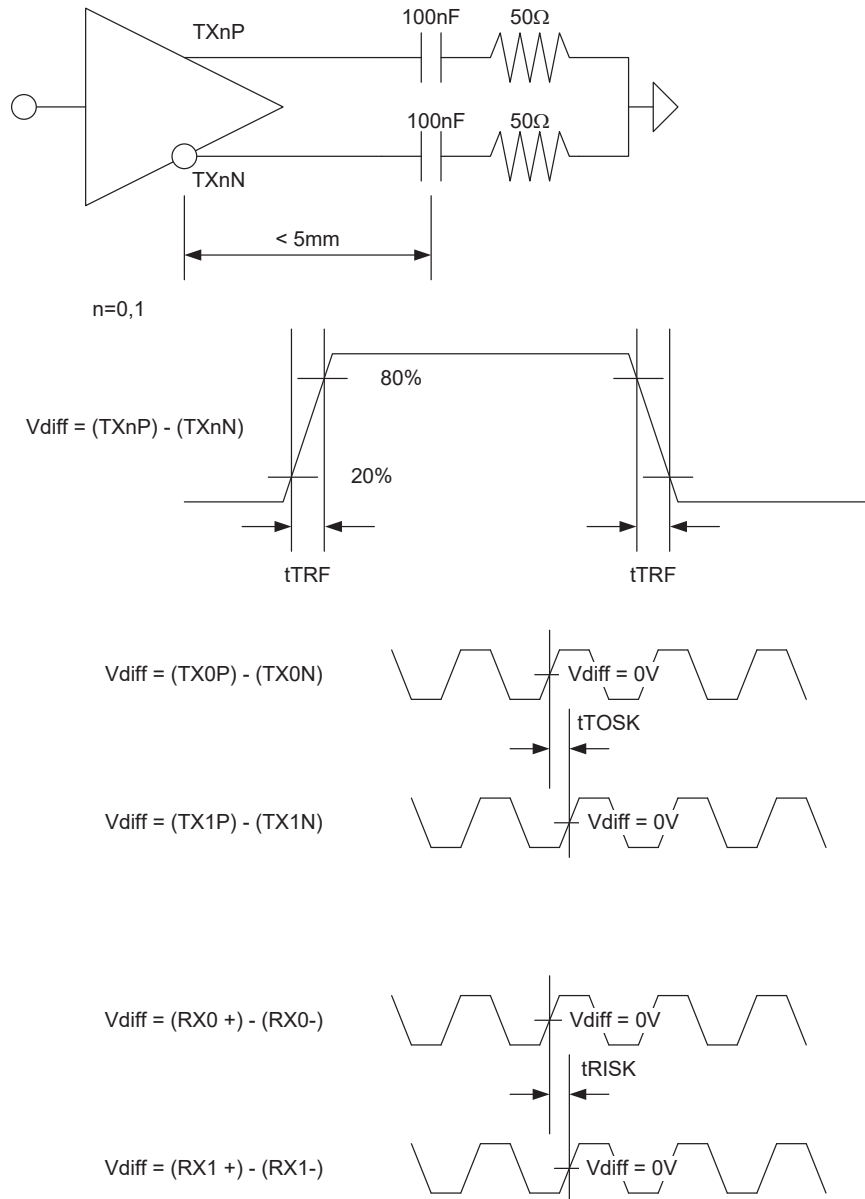 TXnP
100nF
50Ω
100nF
50Ω
TXnN
< 5mm
n=0,1
80%
Vdiff = (TXnP) - (TXnN)
20%
tTRF
tTRF
Vdiff = (TX0P) - (TX0N)
Vdiff = 0V
tTOSK
Vdiff = (TX1P) - (TX1N)
Vdiff = 0V
Vdiff = (RX0 +) - (RX0-)
Vdiff = 0V
tRISK
Vdiff = (RX1 +) - (RX1-)
Vdiff = 0V